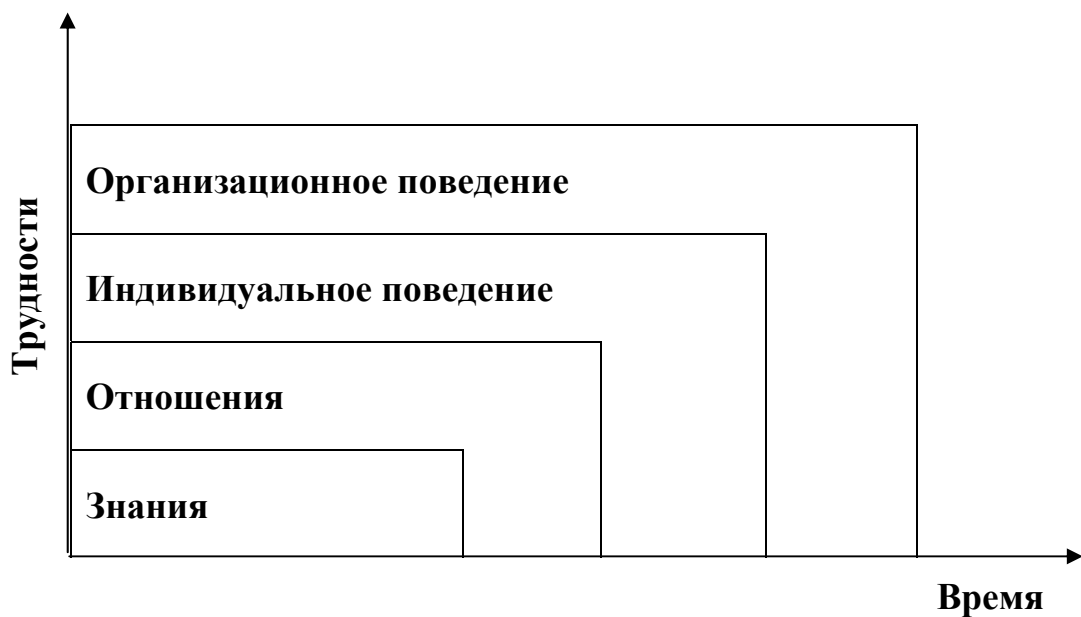 Трудности
Организационное поведение
Индивидуальное поведение
Отношения
Знания
Время